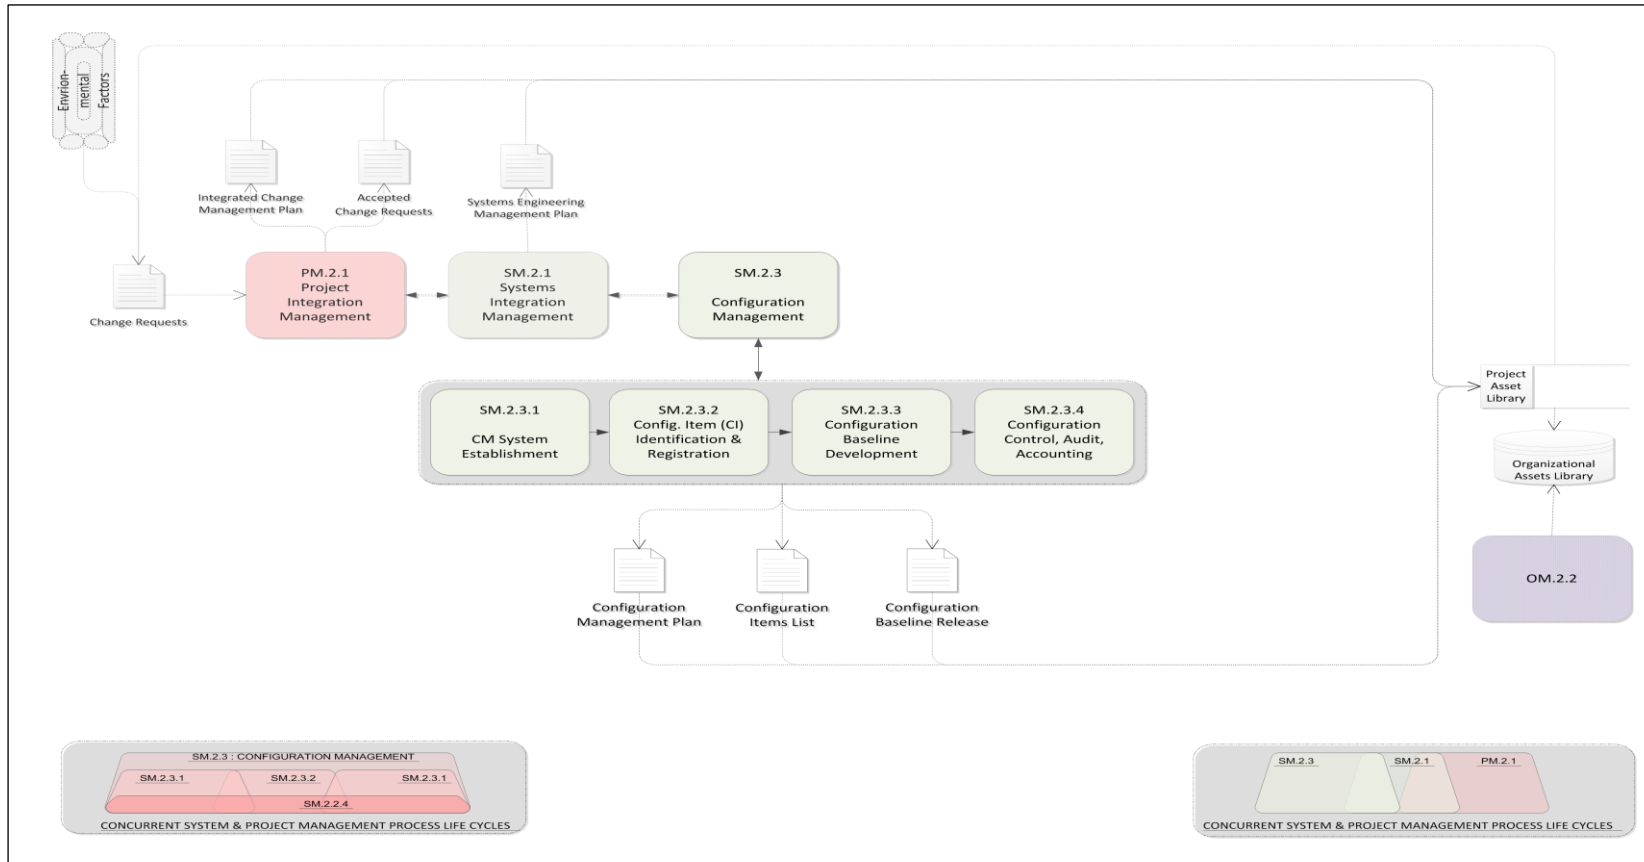 Envrion-
mental
Factors
Integrated Change
Management Plan
Accepted
Change Requests
Systems Engineering
Management Plan
Change Requests
PM.2.1
Project
Integration
Management
SM.2.1
Systems
Integration
Management
SM.2.3
Configuration
Management
SM.2.3.1
CM System
Establishment
SM.2.3.2
Config. Item (CI)
Identification &
Registration
SM.2.3.3
Configuration
Baseline
Development
SM.2.3.4
Configuration
Control, Audit,
Accounting
Project
Asset
Library
Organizational
Assets Library
OM.2.2
Configuration
Management Plan
Configuration
Items List
Configuration
Baseline Release
SM.2.3 : CONFIGURATION MANAGEMENT
SM.2.3.1
SM.2.3.2
SM.2.3.1
SM.2.2.4
CONCURRENT SYSTEM & PROJECT MANAGEMENT PROCESS LIFE CYCLES
SM.2.3
SM.2.1
PM.2.1
CONCURRENT SYSTEM & PROJECT MANAGEMENT PROCESS LIFE CYCLES